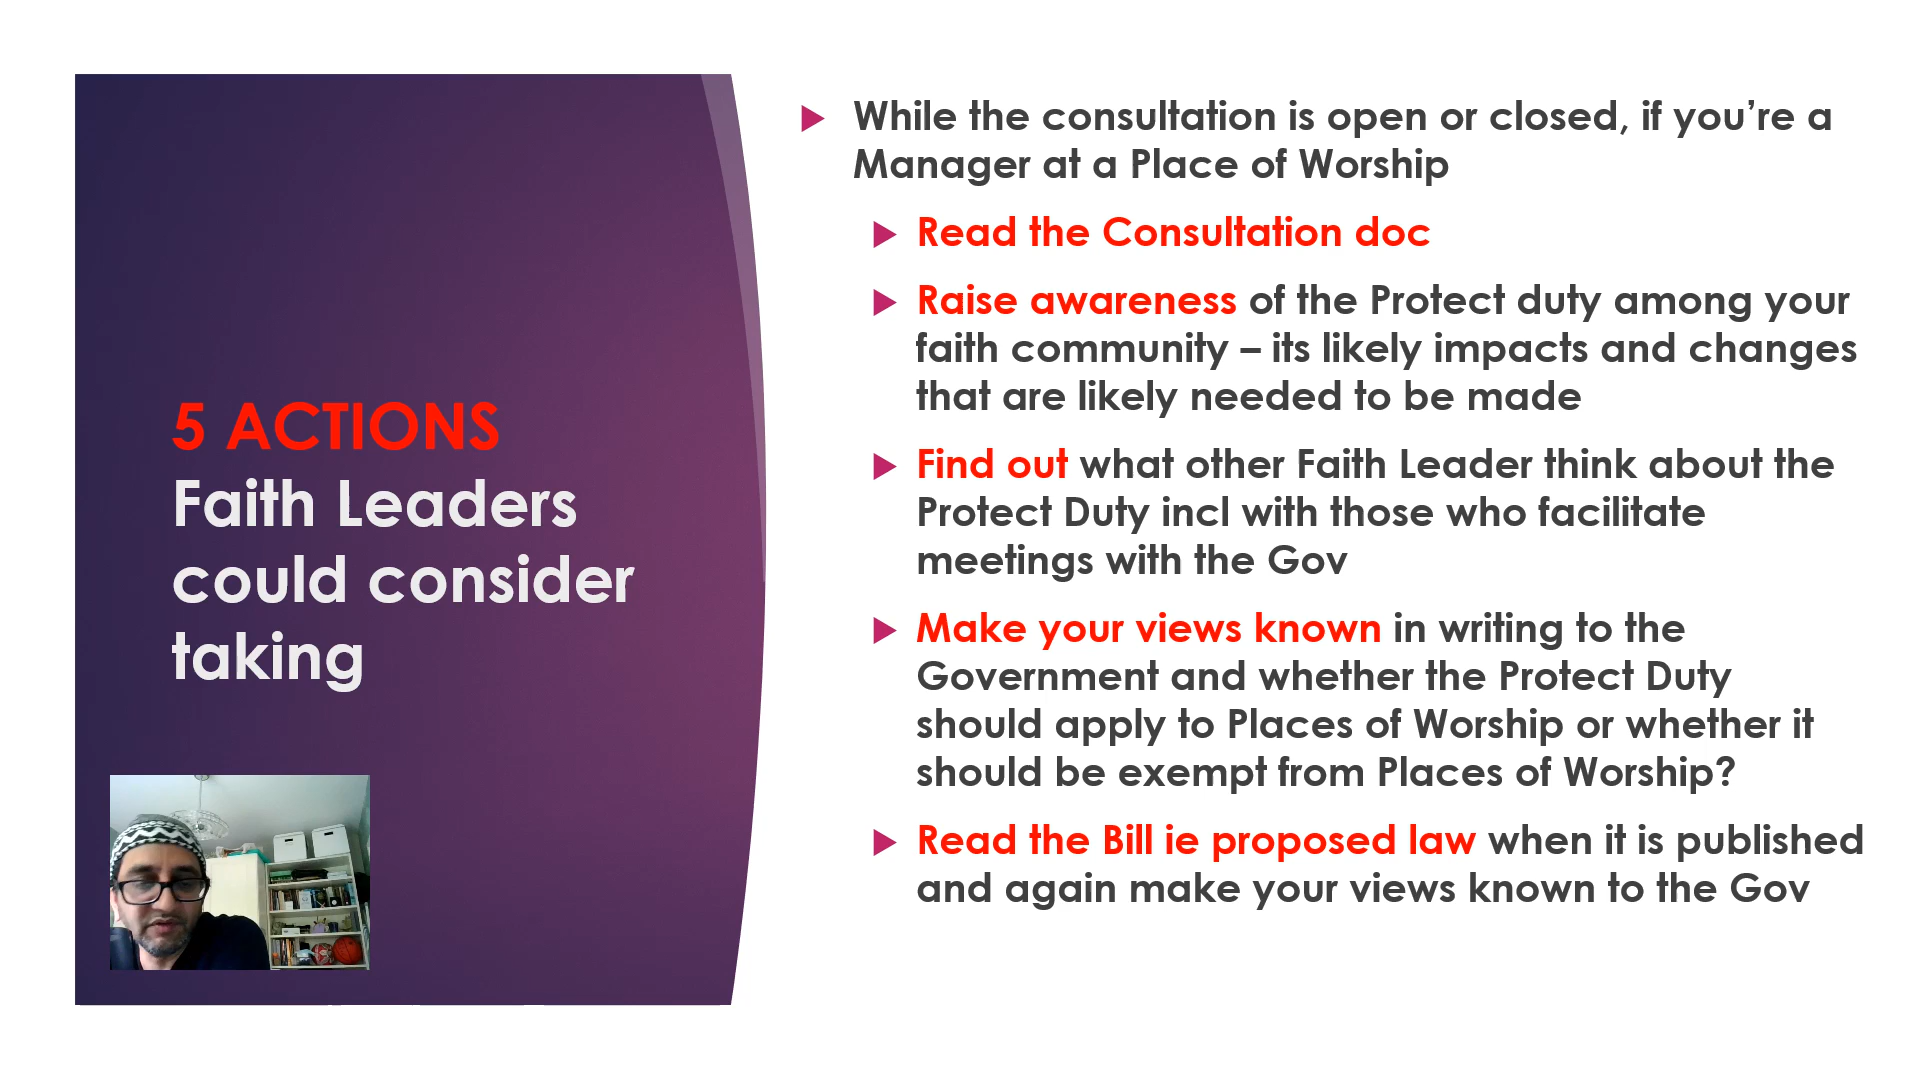 5 ACTIONS
Faith Leaders
could consider
taking
While the consultation is open or closed, if you’re a
Manager at a Place of Worship
Read the Consultation doc
Raise awareness of the Protect duty among your
faith community – its likely impacts and changes
that are likely needed to be made
Find out what other Faith Leader think about the
Protect Duty incl with those who facilitate
meetings with the Gov
Make your views known in writing to the
Government and whether the Protect Duty
should apply to Places of Worship or whether it
should be exempt from Places of Worship?
Read the Bill ie proposed law when it is published
and again make your views known to the Gov